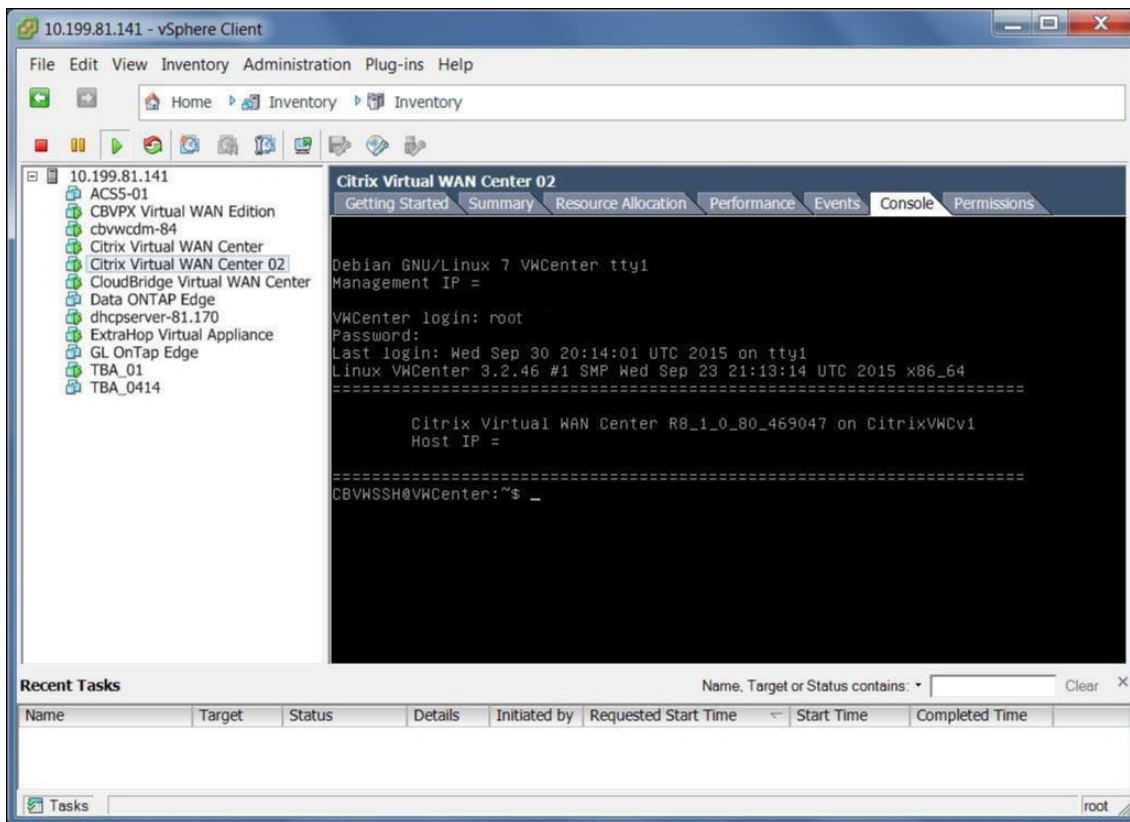 10.199.81.141 - vSphere Client
File Edit View Inventory Administration Plug-ins Help
Home Inventory Inventory
10.199.81.141
ACS5-01
CBVPX Virtual WAN Edition
cbvwcdm-84
Citrix Virtual WAN Center
Citrix Virtual WAN Center 02
CloudBridge Virtual WAN Center
Data ONTAP Edge
dhcpserver-81.170
ExtraHop Virtual Appliance
GL OnTap Edge
TBA_01
TBA_0414
Citrix Virtual WAN Center 02
Getting Started Summary Resource Allocation Performance Events Console Permissions
Debian GNU/Linux 7 VWCenter tty1
Management IP =
VWCenter login: root
Password:
Last login: Wed Sep 30 20:14:01 UTC 2015 on tty1
Linux VWCenter 3.2.46 #1 SMP Wed Sep 23 21:13:14 UTC 2015 x86_64
======================================================================
Citrix Virtual WAN Center R8_1_0_80_469047 on CitrixVWCv1
Host IP =
======================================================================
CBVWSSH@VWCenter:~$ _
Recent Tasks
Name, Target or Status contains: Clear
Name Target Status Details Initiated by Requested Start Time Start Time Completed Time
Tasks
root